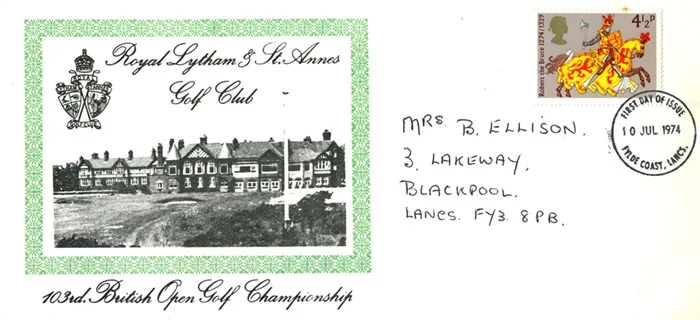 Royal Lytham & St. Annes
Golf Club
103rd. British Open Golf Championship
Robert the Bruce 1274/1329
4½P
FIRST DAY OF ISSUE
10 JUL 1974
FYLDE COAST, LANCS.
MRS. B. ELLISON.
3, LAKEWAY,
BLACKPOOL.
LANCS. FY3 8PB.